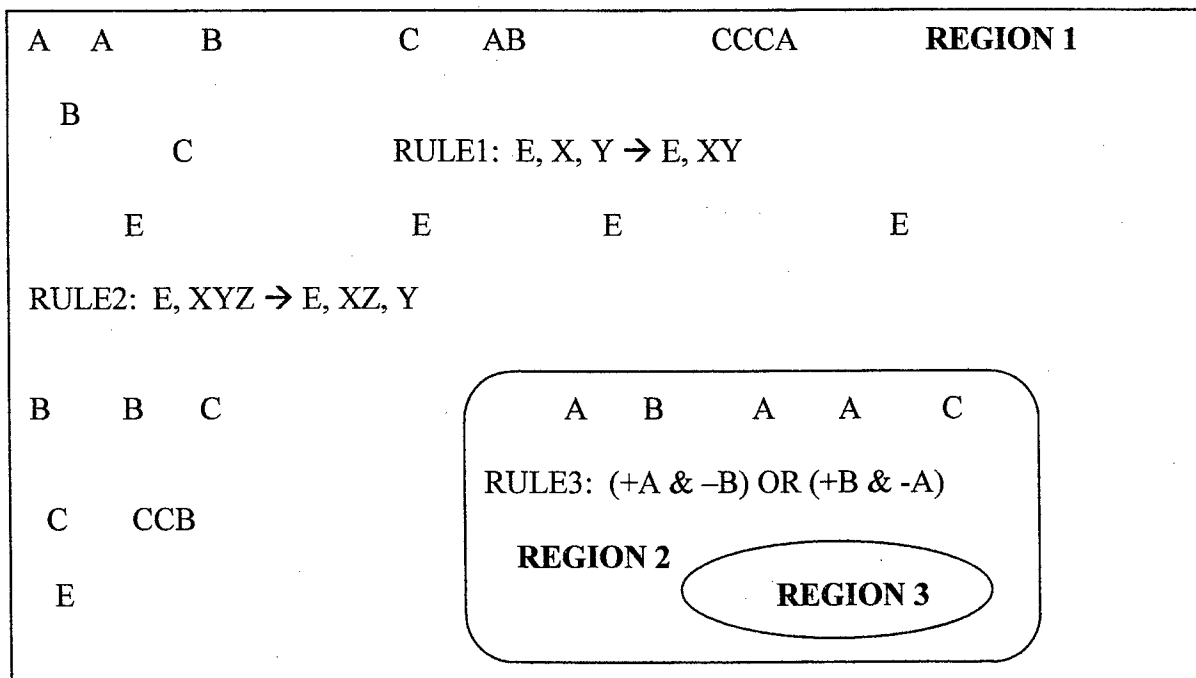 A A B C AB CCCA REGION 1
B
C RULE1: E, X, Y → E, XY
E E E E
RULE2: E, XYZ → E, XZ, Y
B B C A B A A C
RULE3: (+A & –B) OR (+B & -A)
C CCB
REGION 2
REGION 3
E